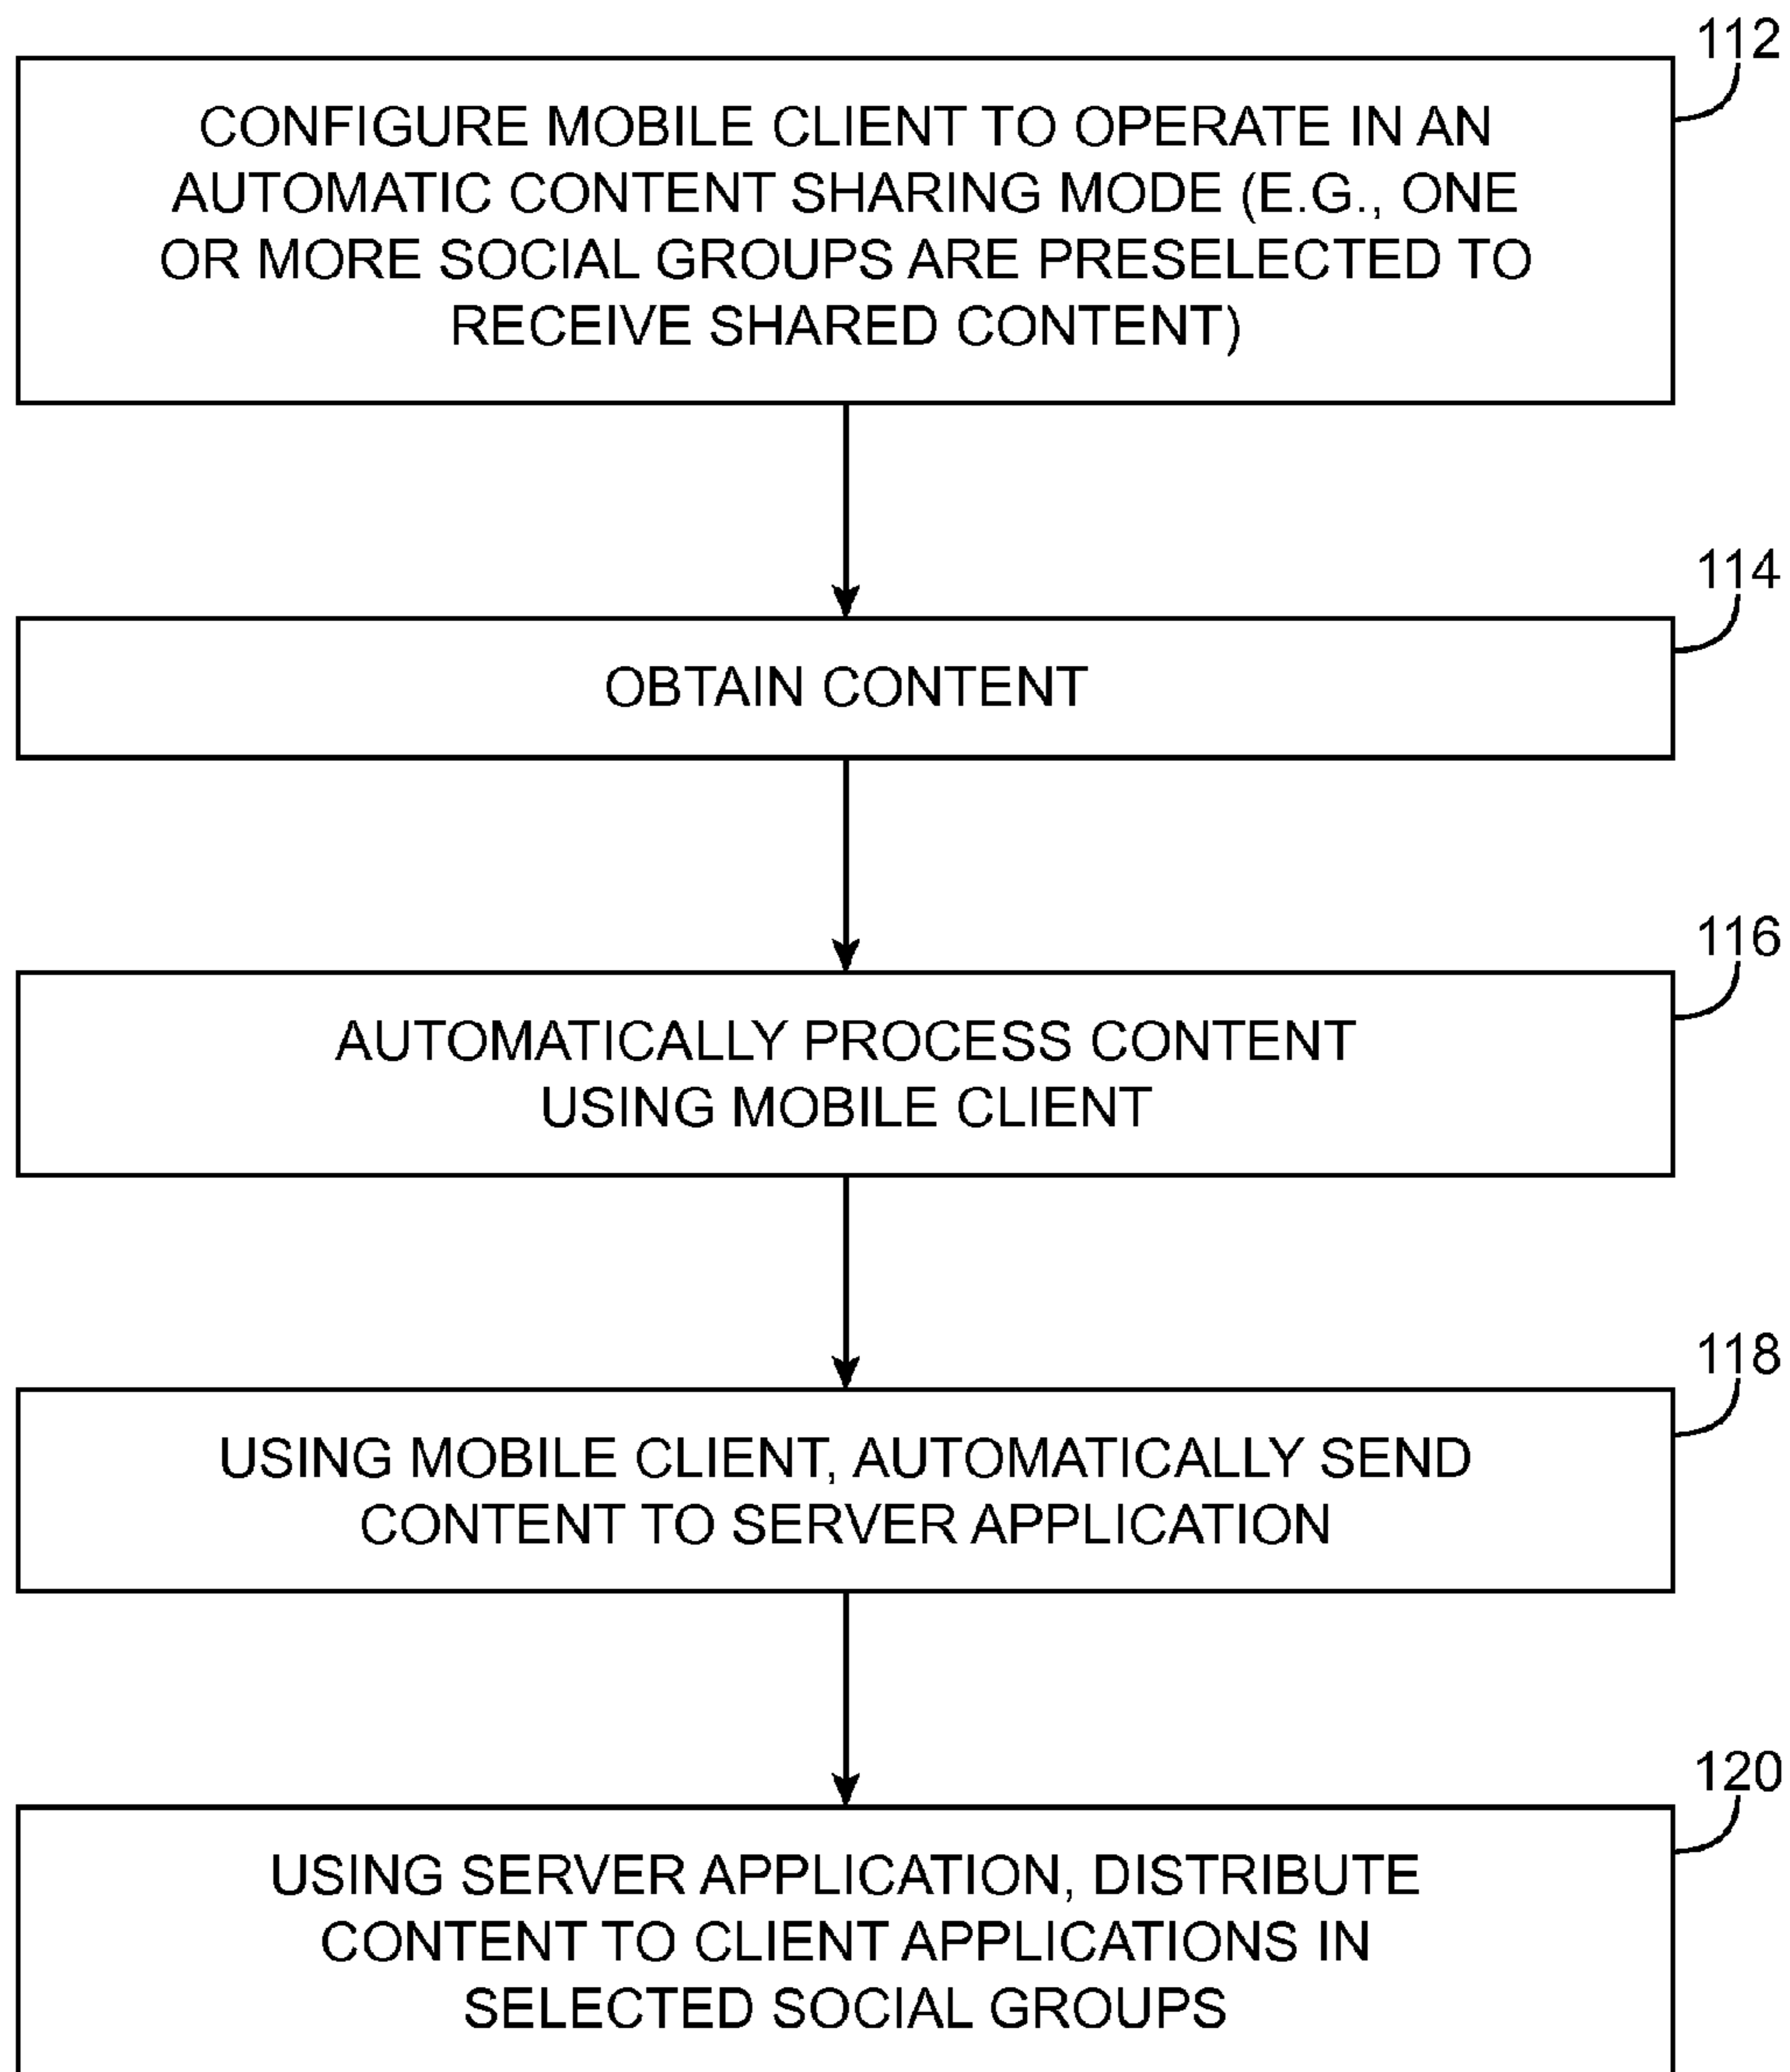 112
CONFIGURE MOBILE CLIENT TO OPERATE IN AN
AUTOMATIC CONTENT SHARING MODE (E.G., ONE
OR MORE SOCIAL GROUPS ARE PRESELECTED TO
RECEIVE SHARED CONTENT)
114
OBTAIN CONTENT
116
AUTOMATICALLY PROCESS CONTENT
USING MOBILE CLIENT
118
USING MOBILE CLIENT, AUTOMATICALLY SEND
CONTENT TO SERVER APPLICATION
120
USING SERVER APPLICATION, DISTRIBUTE
CONTENT TO CLIENT APPLICATIONS IN
SELECTED SOCIAL GROUPS